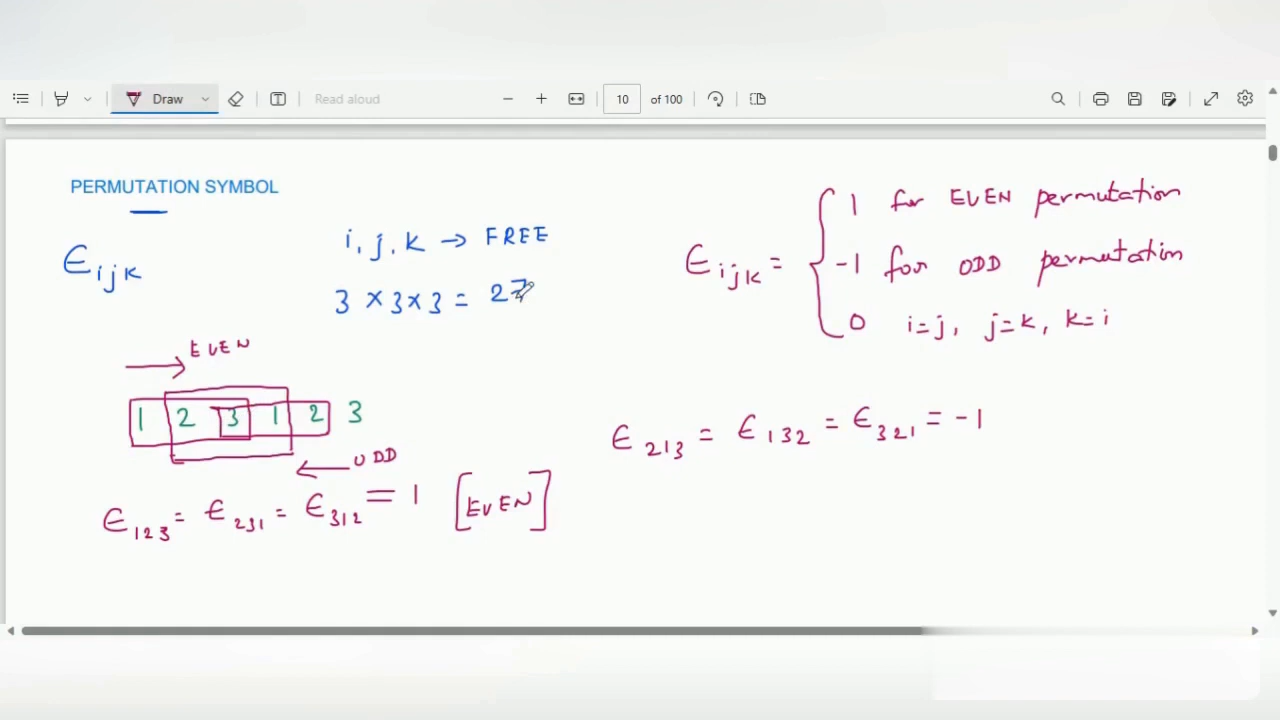 Draw
Read aloud
10 of 100
PERMUTATION SYMBOL
ϵijk
i, j, k → FREE
3 × 3 × 3 = 27
ϵijk = { 1 for EVEN permutation
-1 for ODD permutation
0 i=j, j=k, k=i
→ EVEN
1 2 3 1 2 3
← ODD
ϵ123 = ϵ231 = ϵ312 = 1 [EVEN]
ϵ213 = ϵ132 = ϵ321 = -1